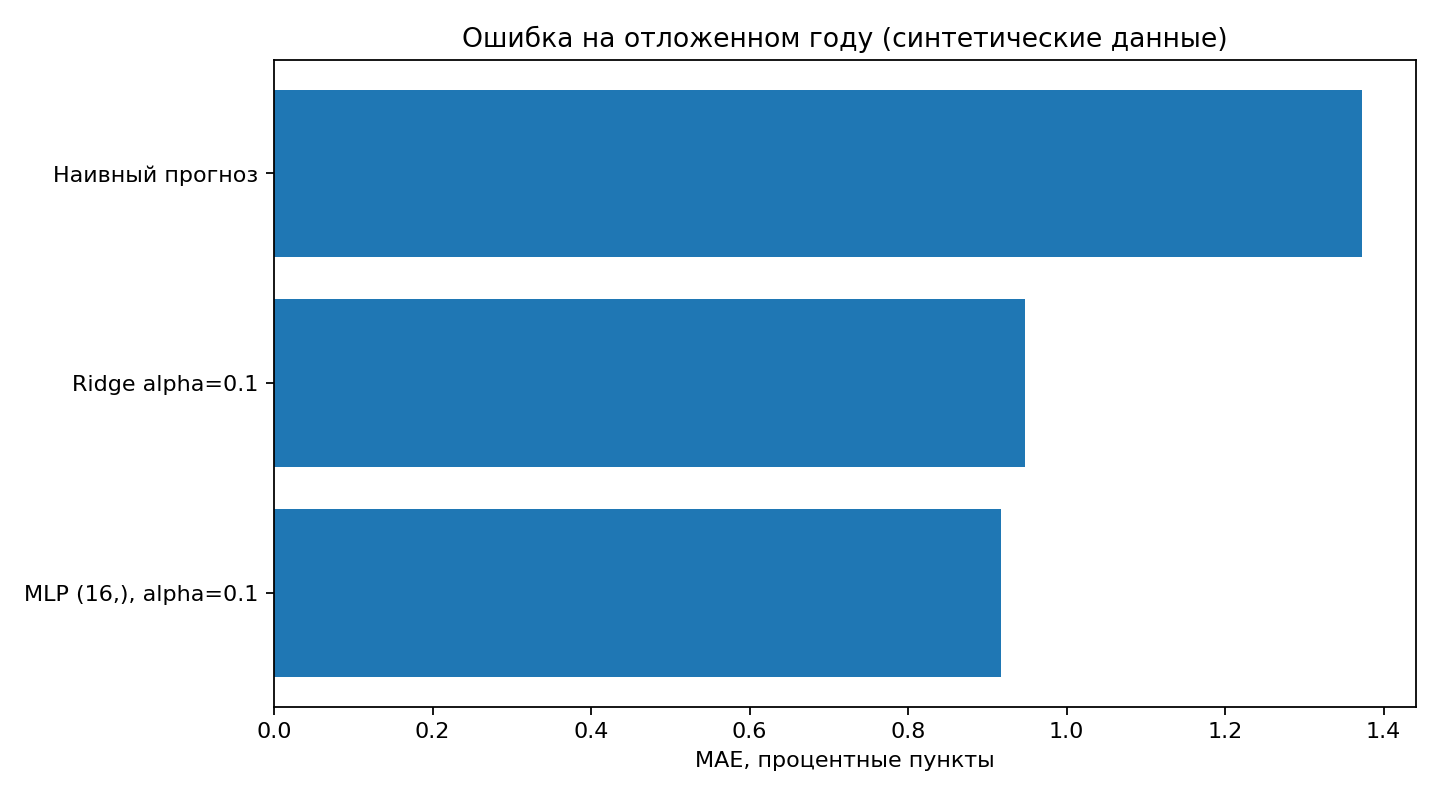 Ошибка на отложенном году (синтетические данные)
Наивный прогноз
Ridge alpha=0.1
MLP (16,), alpha=0.1
0.0 0.2 0.4 0.6 0.8 1.0 1.2 1.4
MAE, процентные пункты